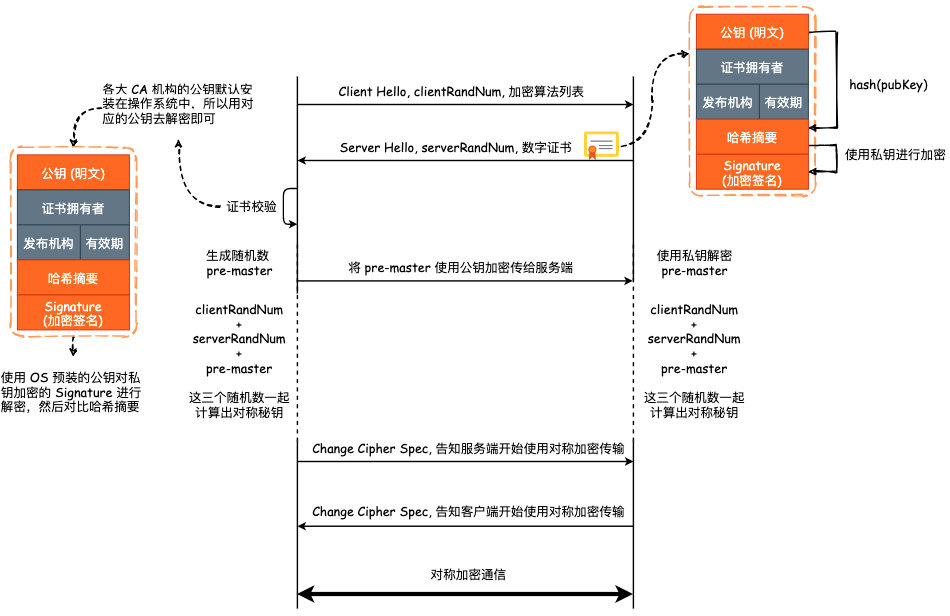 公钥 (明文)
证书拥有者
发布机构
有效期
哈希摘要
Signature
(加密签名)
hash(pubKey)
使用私钥进行加密
各大 CA 机构的公钥默认安
装在操作系统中，所以用对
应的公钥去解密即可
Client Hello, clientRandNum, 加密算法列表
Server Hello, serverRandNum, 数字证书
证书校验
公钥 (明文)
证书拥有者
发布机构
有效期
哈希摘要
Signature
(加密签名)
使用 OS 预装的公钥对私
钥加密的 Signature 进行
解密，然后对比哈希摘要
生成随机数
pre-master
将 pre-master 使用公钥加密传给服务端
使用私钥解密
pre-master
clientRandNum
+
serverRandNum
+
pre-master
这三个随机数一起
计算出对称秘钥
clientRandNum
+
serverRandNum
+
pre-master
这三个随机数一起
计算出对称秘钥
Change Cipher Spec, 告知服务端开始使用对称加密传输
Change Cipher Spec, 告知客户端开始使用对称加密传输
对称加密通信